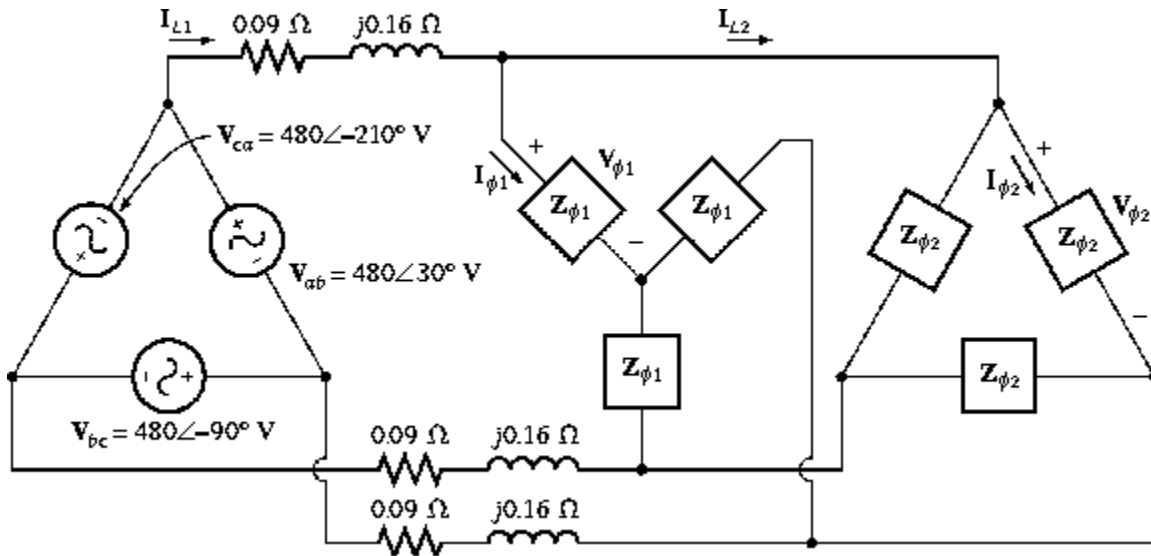 I_L1
0.09 Ω
j0.16 Ω
I_L2
V_ca = 480∠−210° V
+
I_ϕ1
V_ϕ1
Z_ϕ1
Z_ϕ1
−
+
I_ϕ2
V_ϕ2
Z_ϕ2
Z_ϕ2
−
V_ab = 480∠30° V
Z_ϕ1
Z_ϕ2
V_bc = 480∠−90° V
0.09 Ω
j0.16 Ω
0.09 Ω
j0.16 Ω